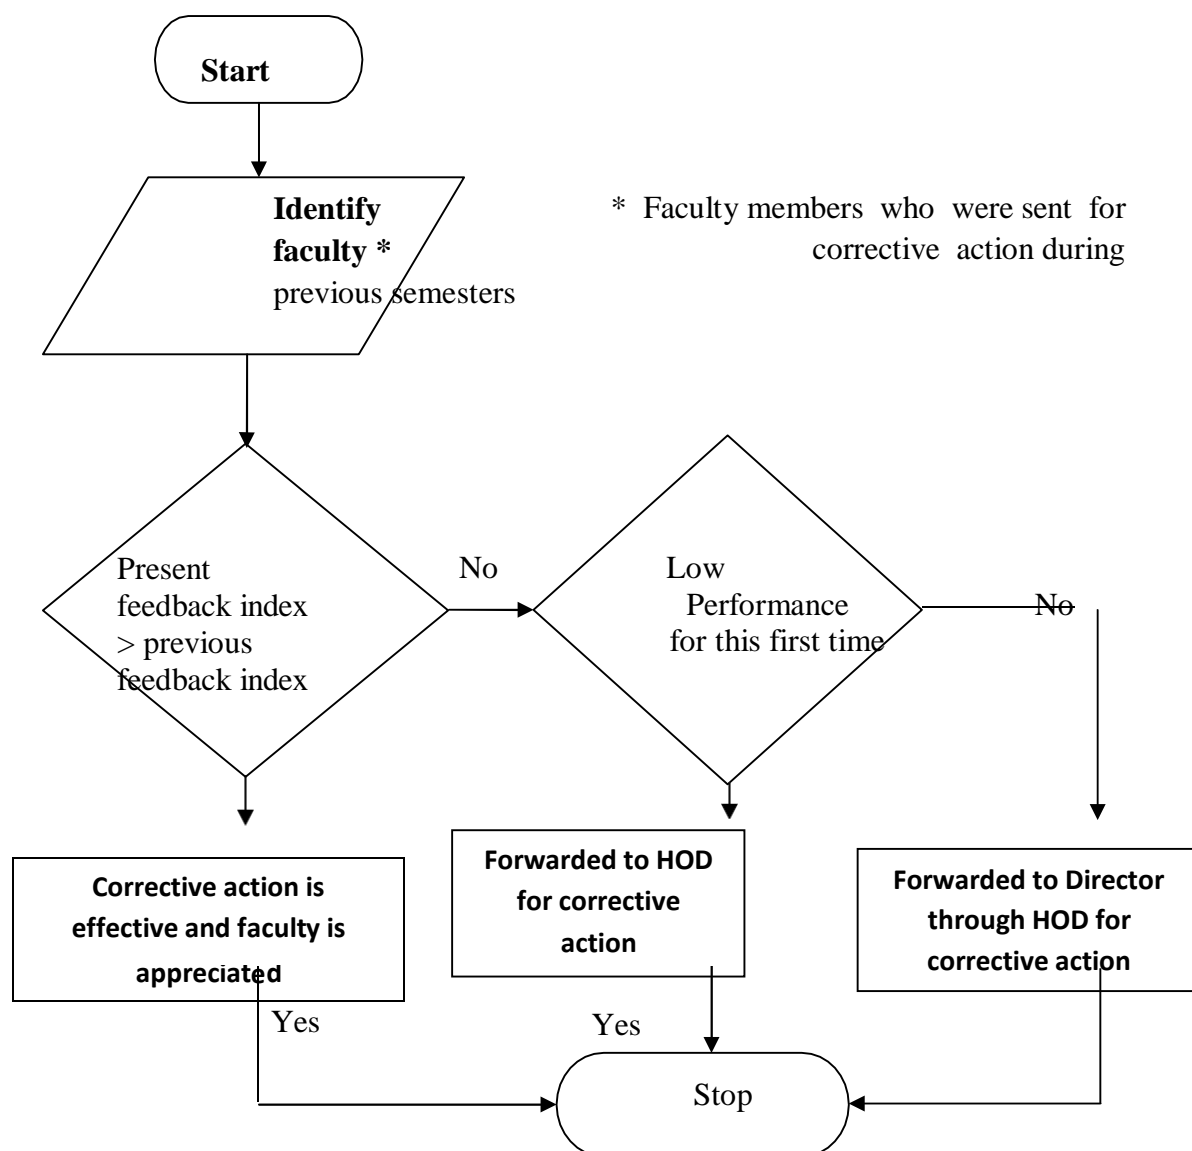 Start
Identify
faculty *
previous semesters
* Faculty members who were sent for
corrective action during
Present
feedback index
> previous
feedback index
No
Low
Performance
for this first time
No
Corrective action is
effective and faculty is
appreciated
Forwarded to HOD
for corrective
action
Forwarded to Director
through HOD for
corrective action
Yes
Yes
Stop